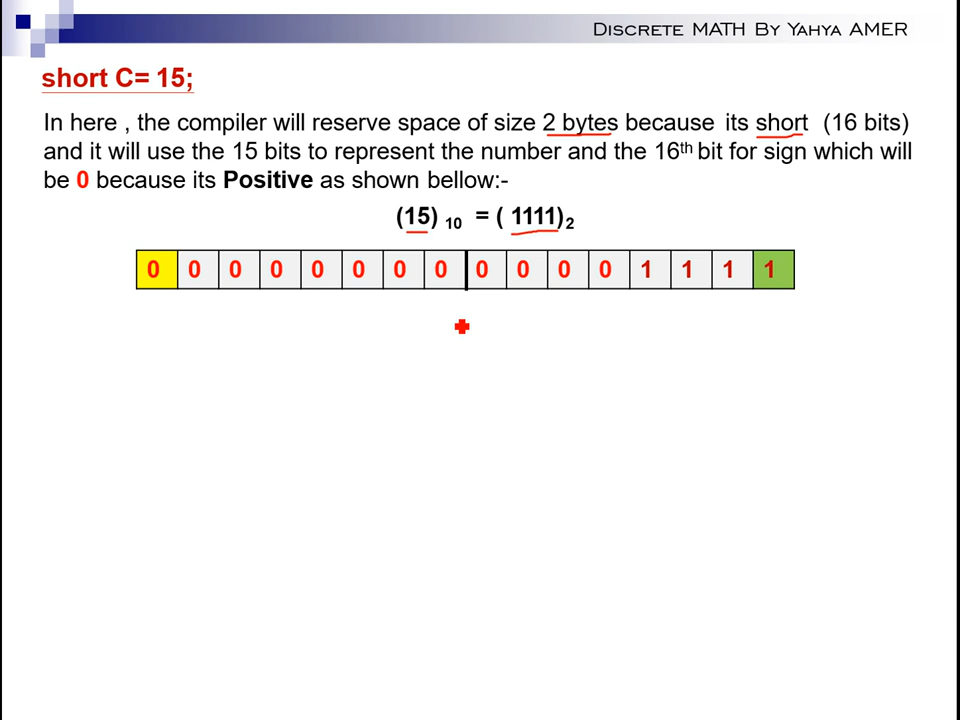 DISCRETE MATH BY YAHYA AMER
short C= 15;
In here , the compiler will reserve space of size 2 bytes because its short (16 bits)
and it will use the 15 bits to represent the number and the 16th bit for sign which will
be 0 because its Positive as shown bellow:-
(15) 10 = ( 1111)2
0 0 0 0 0 0 0 0 0 0 0 0 1 1 1 1